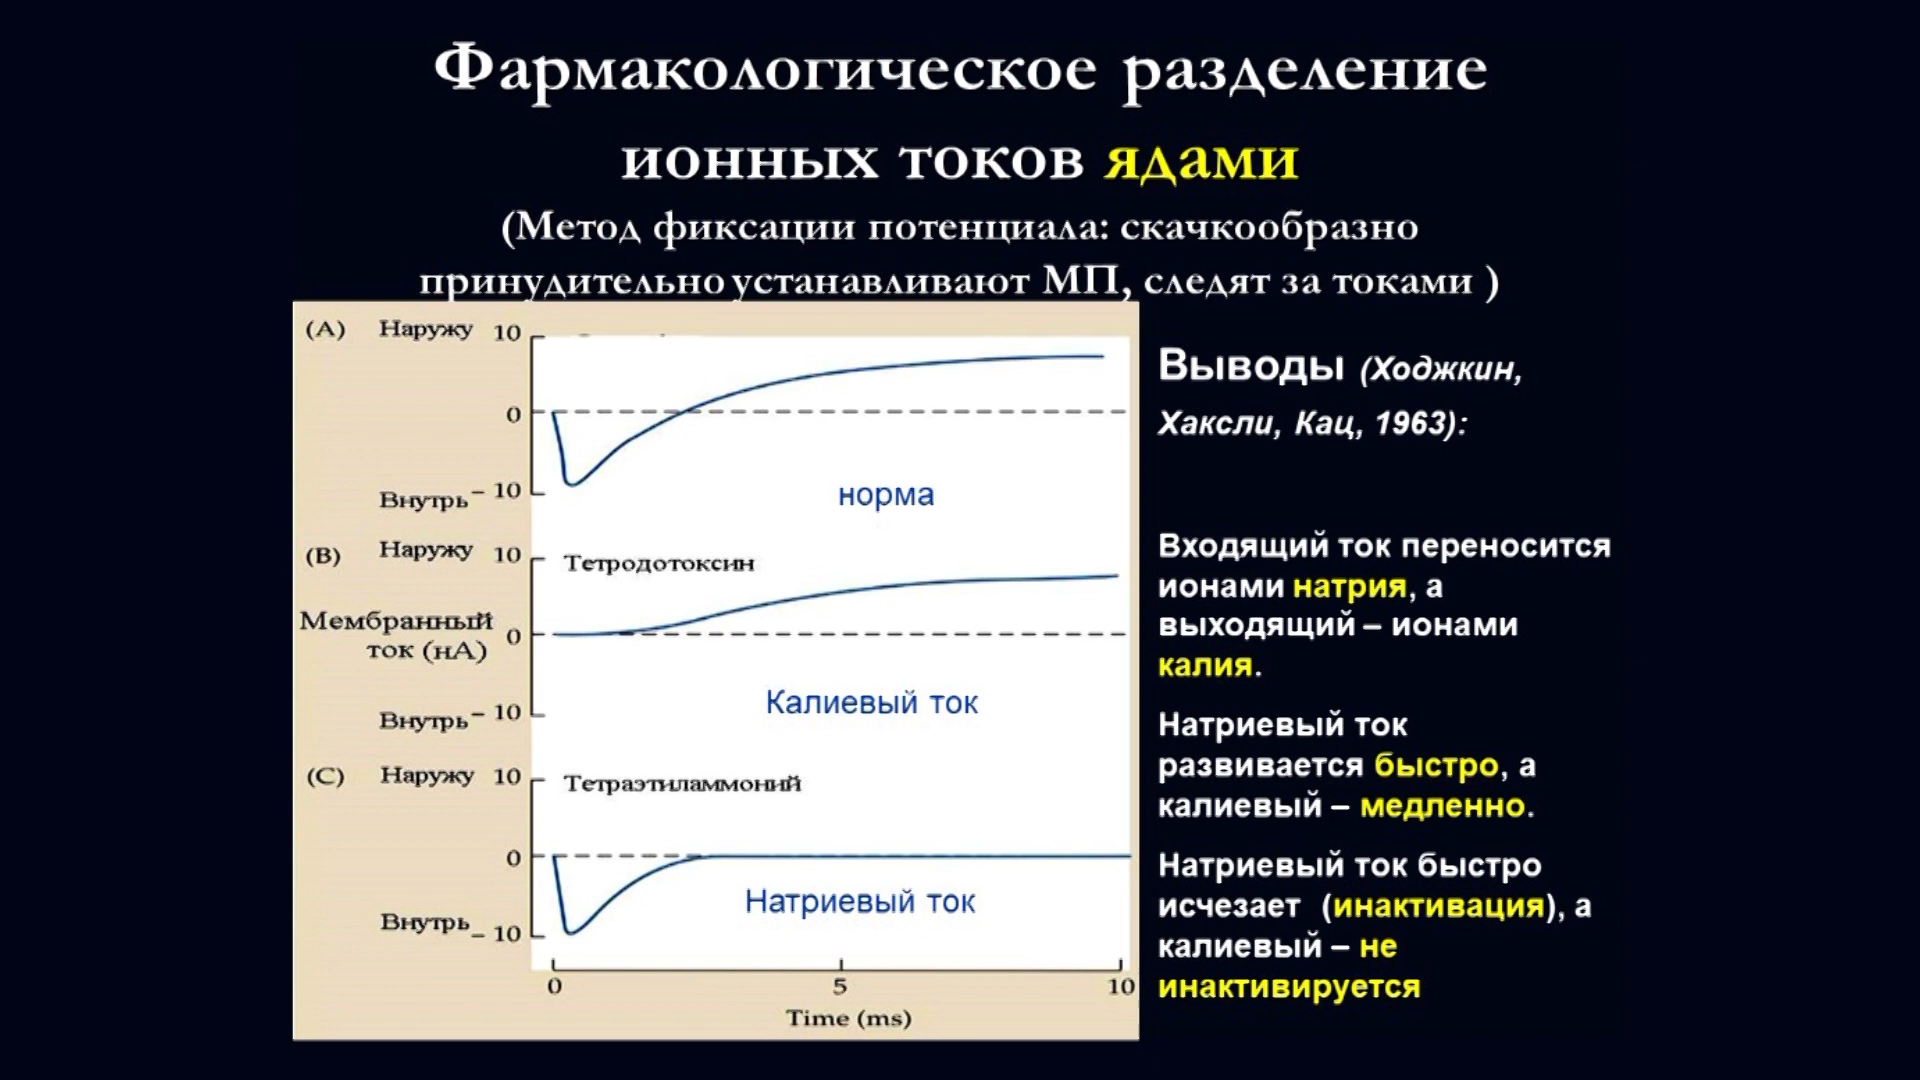 Фармакологическое разделение
ионных токов ядами
(Метод фиксации потенциала: скачкообразно
принудительно устанавливают МП, следят за токами )
(A) Наружу 10
0
Внутрь – 10
норма
(B) Наружу 10
Тетродотоксин
Мембранный
ток (нА)
0
Калиевый ток
Внутрь – 10
(C) Наружу 10
Тетраэтиламмоний
0
Натриевый ток
Внутрь – 10
0 5 10
Time (ms)
Выводы (Ходжкин,
Хаксли, Кац, 1963):
Входящий ток переносится
ионами натрия, а
выходящий – ионами
калия.
Натриевый ток
развивается быстро, а
калиевый – медленно.
Натриевый ток быстро
исчезает (инактивация), а
калиевый – не
инактивируется